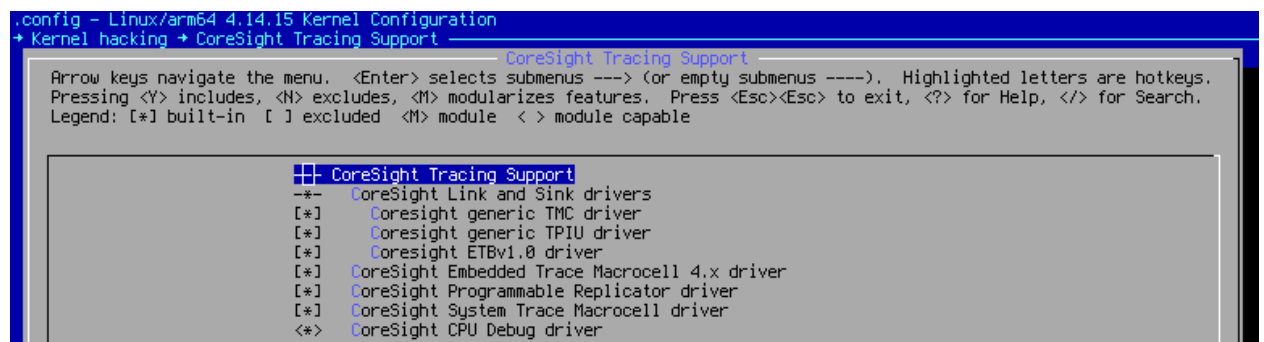 .config - Linux/arm64 4.14.15 Kernel Configuration
→ Kernel hacking → CoreSight Tracing Support
CoreSight Tracing Support
Arrow keys navigate the menu.  <Enter> selects submenus ---> (or empty submenus ----).  Highlighted letters are hotkeys.
Pressing <Y> includes, <N> excludes, <M> modularizes features.  Press <Esc><Esc> to exit, <?> for Help, </> for Search.
Legend: [*] built-in  [ ] excluded  <M> module  < > module capable
-*- CoreSight Tracing Support
-*-   CoreSight Link and Sink drivers
[*]     Coresight generic TMC driver
[*]     Coresight generic TPIU driver
[*]     Coresight ETBv1.0 driver
[*]   CoreSight Embedded Trace Macrocell 4.x driver
[*]   CoreSight Programmable Replicator driver
[*]   CoreSight System Trace Macrocell driver
<*>   CoreSight CPU Debug driver